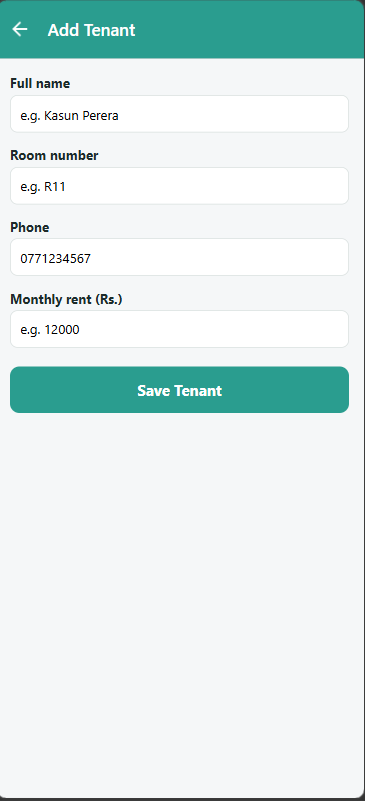 Add Tenant
Full name
e.g. Kasun Perera
Room number
e.g. R11
Phone
0771234567
Monthly rent (Rs.)
e.g. 12000
Save Tenant